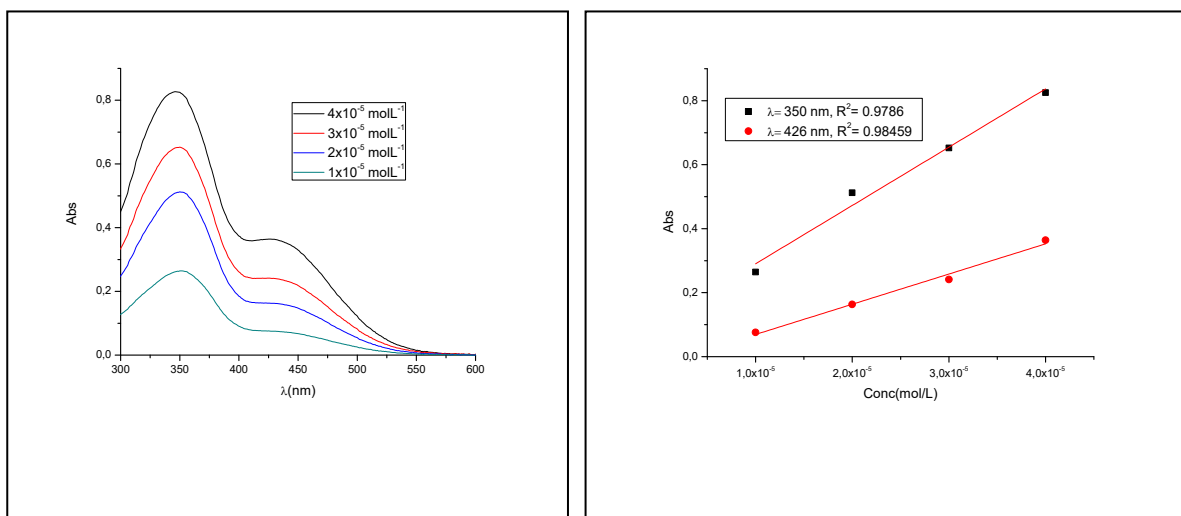 0,8
0,6
0,4
0,2
0,0
Abs
4x10⁻⁵ molL⁻¹
3x10⁻⁵ molL⁻¹
2x10⁻⁵ molL⁻¹
1x10⁻⁵ molL⁻¹
300 350 400 450 500 550 600
λ(nm)
0,8
0,6
0,4
0,2
0,0
Abs
λ= 350 nm, R²= 0.9786
λ= 426 nm, R²= 0.98459
1,0x10⁻⁵ 2,0x10⁻⁵ 3,0x10⁻⁵ 4,0x10⁻⁵
Conc(mol/L)